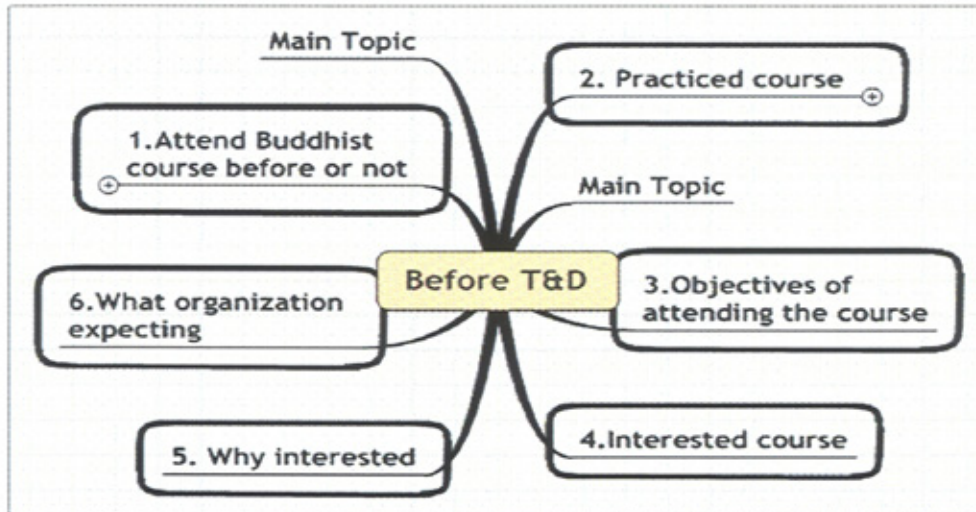 Main Topic
2. Practiced course
1.Attend Buddhist
course before or not
Main Topic
Before T&D
3.Objectives of
attending the course
6.What organization
expecting
4.Interested course
5. Why interested